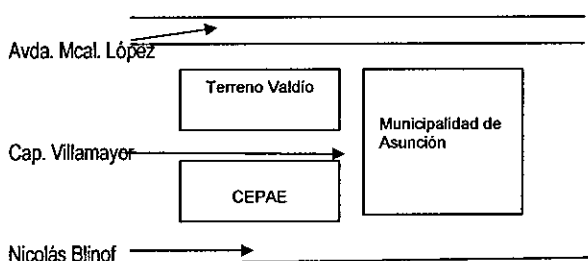 Avda. Mcal. López
Terreno Valdío
Municipalidad de
Asunción
Cap. Villamayor
CEPAE
Nicolás Blinof